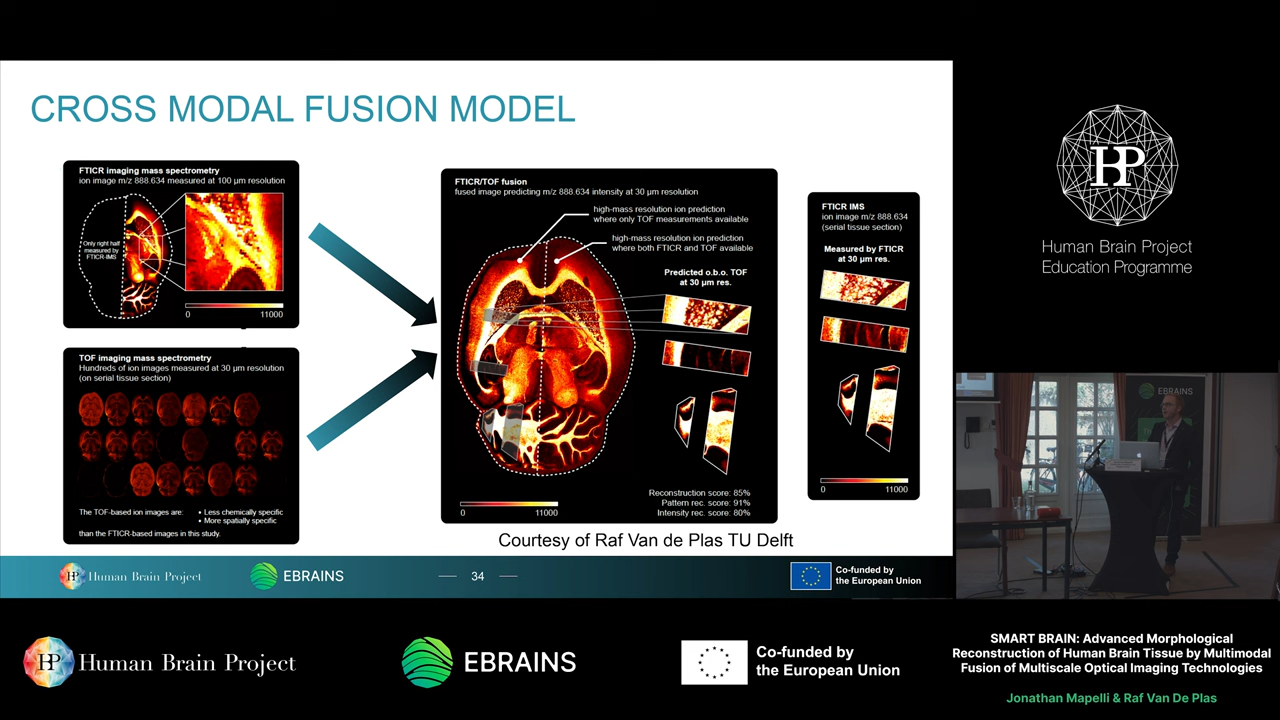 CROSS MODAL FUSION MODEL
FTICR imaging mass spectrometry
ion image m/z 888.634 measured at 100 µm resolution
Only right half
measured by
FTICR-IMS
0 11000
TOF imaging mass spectrometry
Hundreds of ion images measured at 30 µm resolution
(on serial tissue section)
The TOF-based ion images are: • Less chemically specific
• More spatially specific
than the FTICR-based images in this study.
FTICR/TOF fusion
fused image predicting m/z 888.634 intensity at 30 µm resolution
high-mass resolution ion prediction
where only TOF measurements available
high-mass resolution ion prediction
where both FTICR and TOF available
Predicted o.b.o. TOF
at 30 µm res.
Reconstruction score: 85%
Pattern rec. score: 91%
Intensity rec. score: 80%
0 11000
FTICR IMS
ion image m/z 888.634
(serial tissue section)
Measured by FTICR
at 30 µm res.
0 11000
Courtesy of Raf Van de Plas TU Delft
HP Human Brain Project
EBRAINS
34
Co-funded by
the European Union
HP
Human Brain Project
Education Programme
EBRAINS
HP Human Brain Project
EBRAINS
Co-funded by
the European Union
SMART BRAIN: Advanced Morphological
Reconstruction of Human Brain Tissue by Multimodal
Fusion of Multiscale Optical Imaging Technologies
Jonathan Mapelli & Raf Van De Plas